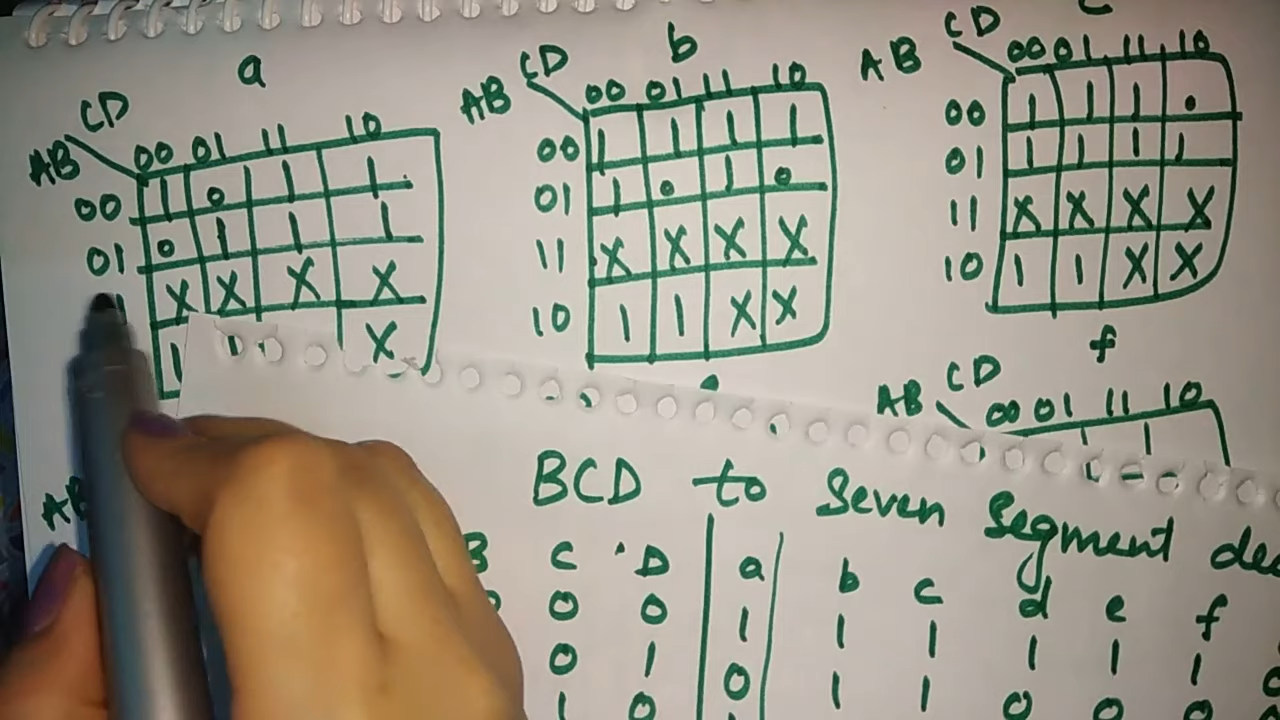 a
CD
AB 00 01 11 10
00 1 0 1 1
01 0 1 1 1
X X X X
1 X
b
CD
AB 00 01 11 10
00 1 1 1 1
01 1 0 1 0
11 X X X X
10 1 1 X X
c
CD
AB 00 01 11 10
00 1 1 1 0
01 1 1 1 1
11 X X X X
10 1 1 X X
f
CD
AB 00 01 11 10
AB
BCD to Seven Segment
B C D a b c d e f
0 0 1 1 1 1 1 1
0 1 0 1 1 0 0 0
1 0